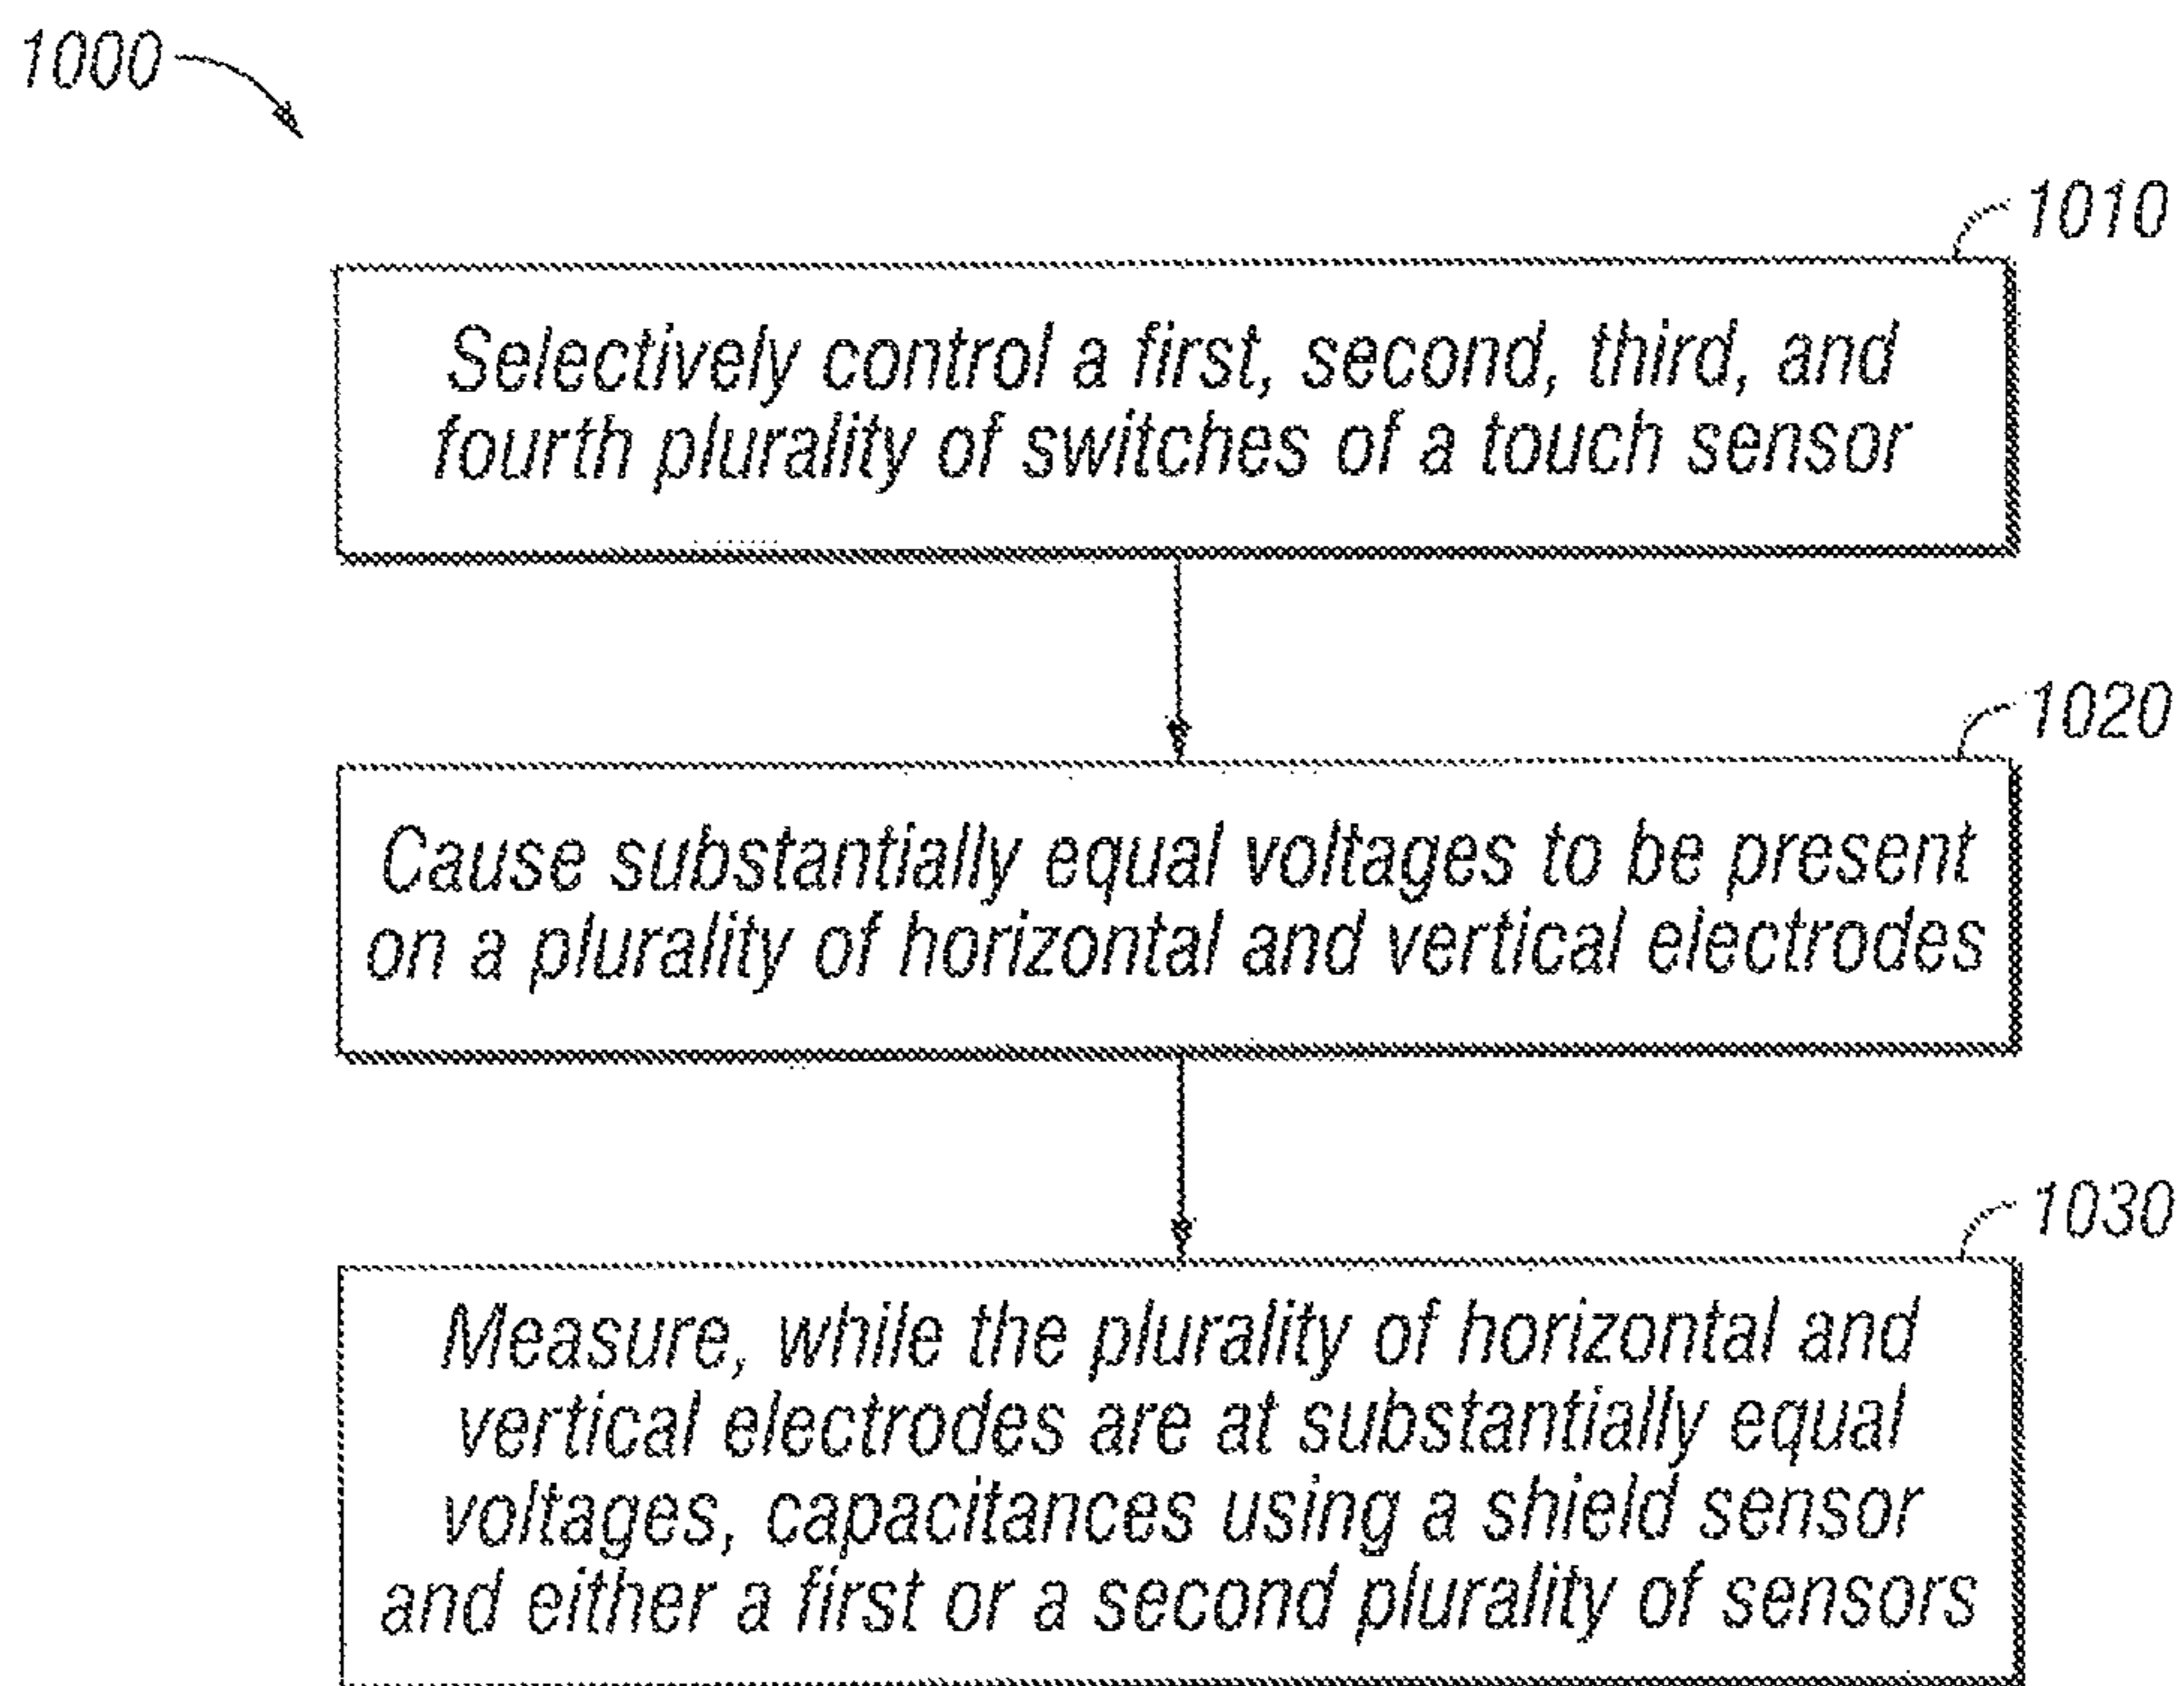 1000
1010
Selectively control a first, second, third, and
fourth plurality of switches of a touch sensor
1020
Cause substantially equal voltages to be present
on a plurality of horizontal and vertical electrodes
1030
Measure, while the plurality of horizontal and
vertical electrodes are at substantially equal
voltages, capacitances using a shield sensor
and either a first or a second plurality of sensors